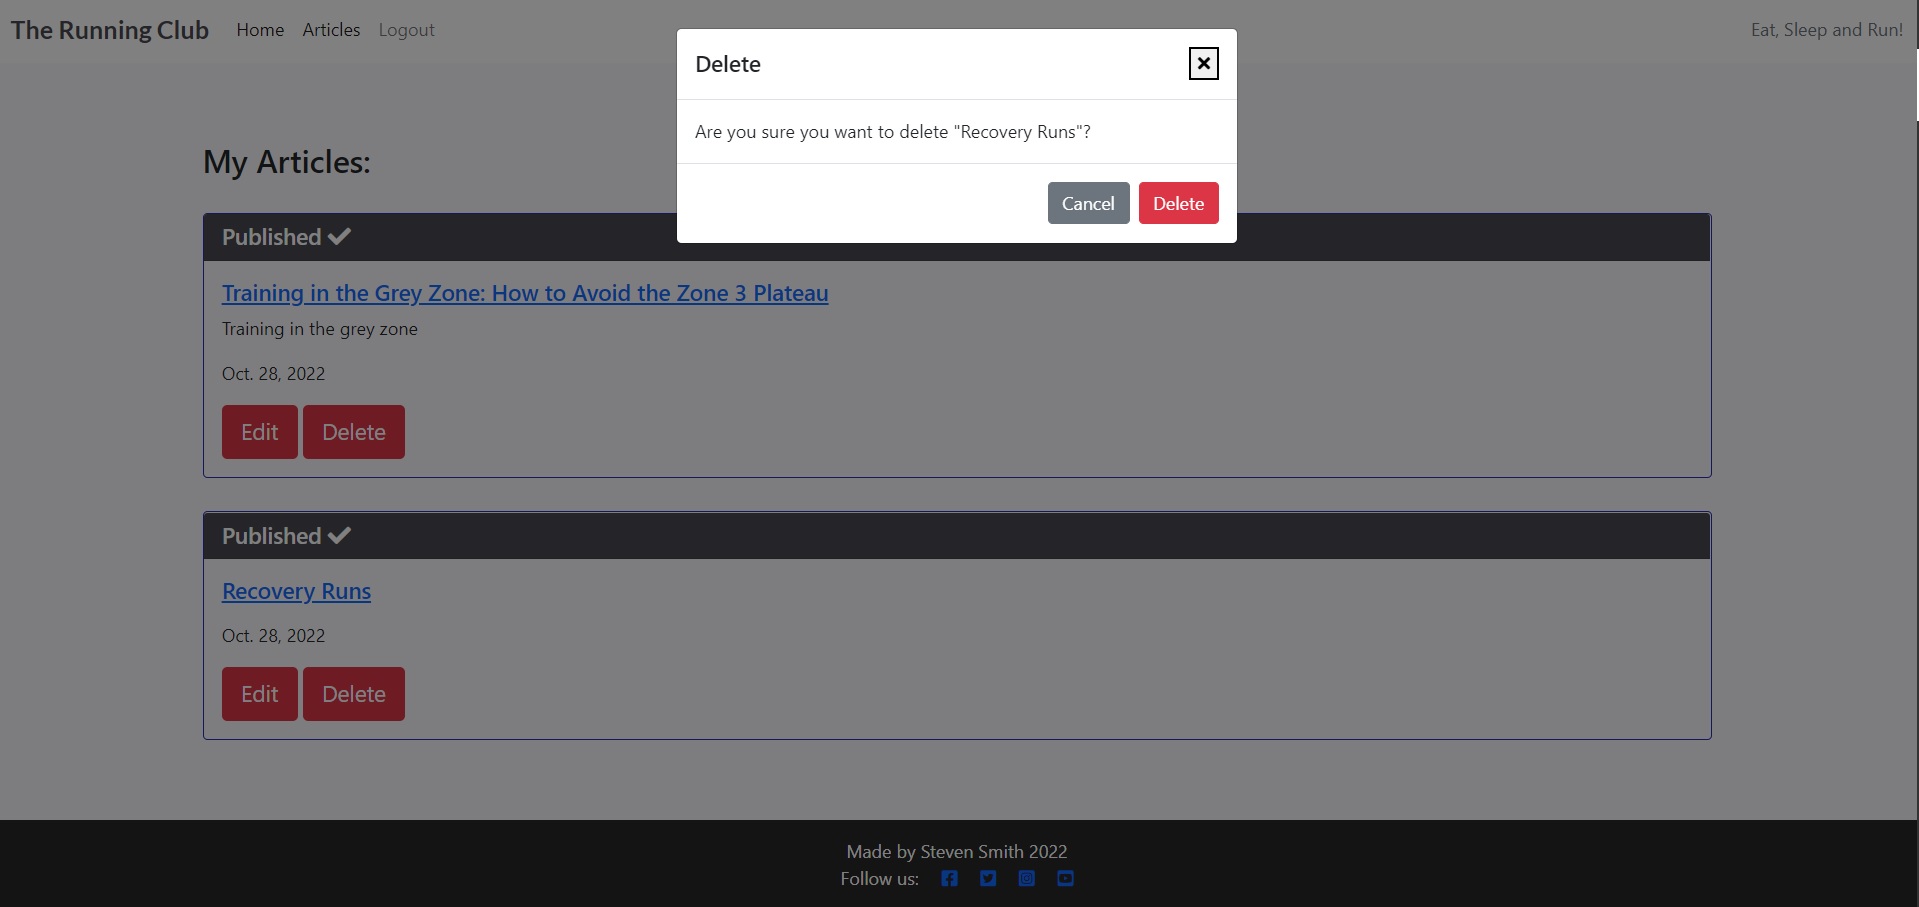 The Running Club Home Articles Logout Eat, Sleep and Run!
Delete
Are you sure you want to delete "Recovery Runs"?
Cancel Delete
My Articles:
Published
Training in the Grey Zone: How to Avoid the Zone 3 Plateau
Training in the grey zone
Oct. 28, 2022
Edit Delete
Published
Recovery Runs
Oct. 28, 2022
Edit Delete
Made by Steven Smith 2022
Follow us: